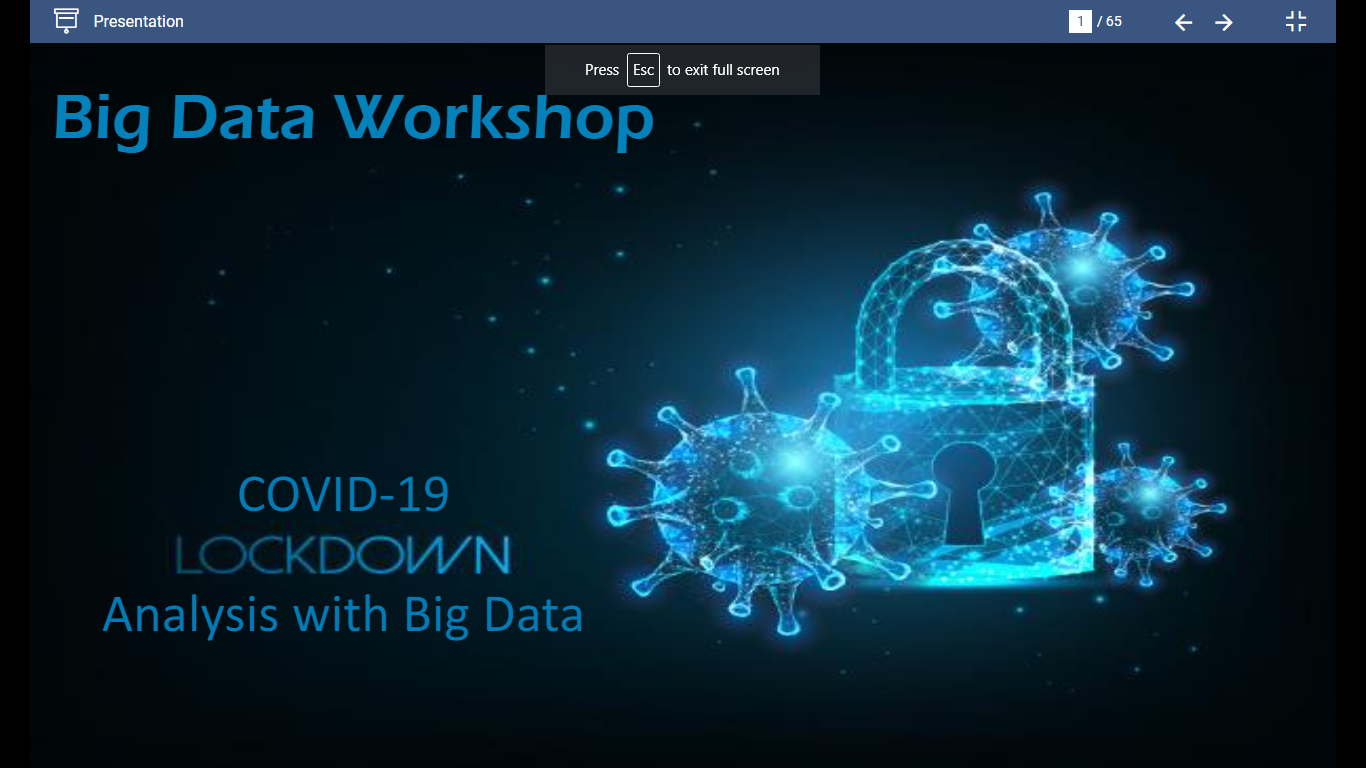 Presentation
1 / 65
Press Esc to exit full screen
Big Data Workshop
COVID-19
LOCKDOWN
Analysis with Big Data